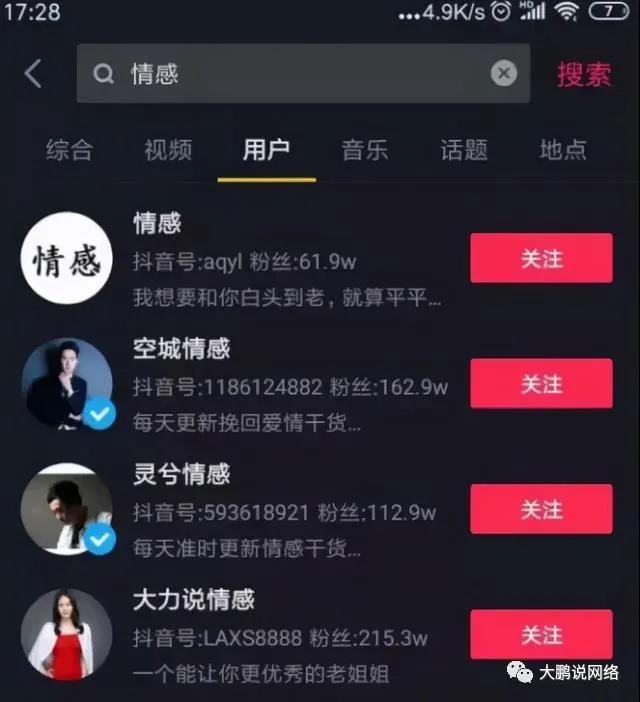 17:28 ...4.9K/s HD 7
情感 搜索
综合 视频 用户 音乐 话题 地点
情感
情感
抖音号:aqyl 粉丝:61.9w
关注
我想要和你白头到老，就算平平...
空城情感
抖音号:1186124882 粉丝:162.9w
关注
每天更新挽回爱情干货...
灵兮情感
抖音号:593618921 粉丝:112.9w
关注
每天准时更新情感干货...
大力说情感
抖音号:LAXS8888 粉丝:215.3w
关注
一个能让你更优秀的老姐姐
大鹏说网络